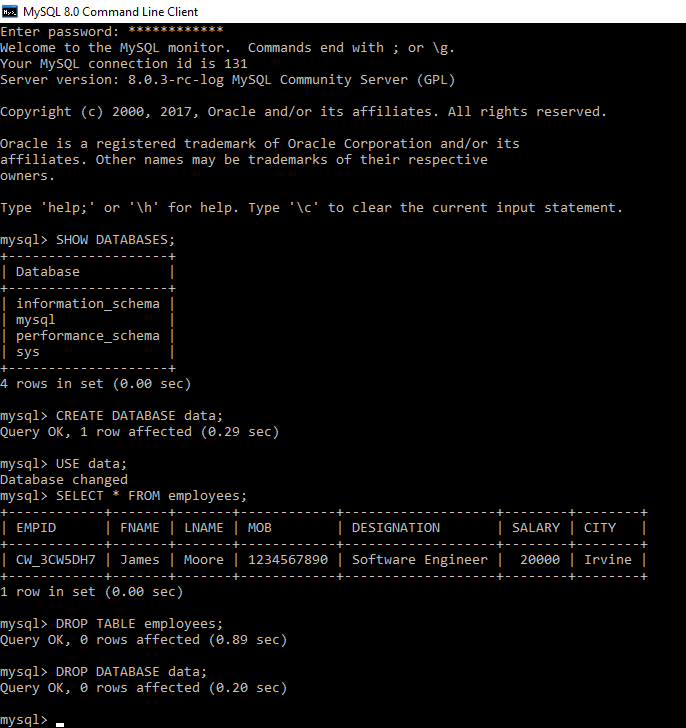 MySQL 8.0 Command Line Client
Enter password: ************
Welcome to the MySQL monitor.  Commands end with ; or \g.
Your MySQL connection id is 131
Server version: 8.0.3-rc-log MySQL Community Server (GPL)

Copyright (c) 2000, 2017, Oracle and/or its affiliates. All rights reserved.

Oracle is a registered trademark of Oracle Corporation and/or its
affiliates. Other names may be trademarks of their respective
owners.

Type 'help;' or '\h' for help. Type '\c' to clear the current input statement.

mysql> SHOW DATABASES;
+--------------------+
| Database           |
+--------------------+
| information_schema |
| mysql              |
| performance_schema |
| sys                |
+--------------------+
4 rows in set (0.00 sec)

mysql> CREATE DATABASE data;
Query OK, 1 row affected (0.29 sec)

mysql> USE data;
Database changed
mysql> SELECT * FROM employees;
+------------+-------+-------+------------+-------------------+--------+--------+
| EMPID      | FNAME | LNAME | MOB        | DESIGNATION       | SALARY | CITY   |
+------------+-------+-------+------------+-------------------+--------+--------+
| CW_3CW5DH7 | James | Moore | 1234567890 | Software Engineer |  20000 | Irvine |
+------------+-------+-------+------------+-------------------+--------+--------+
1 row in set (0.00 sec)

mysql> DROP TABLE employees;
Query OK, 0 rows affected (0.89 sec)

mysql> DROP DATABASE data;
Query OK, 0 rows affected (0.20 sec)

mysql> _